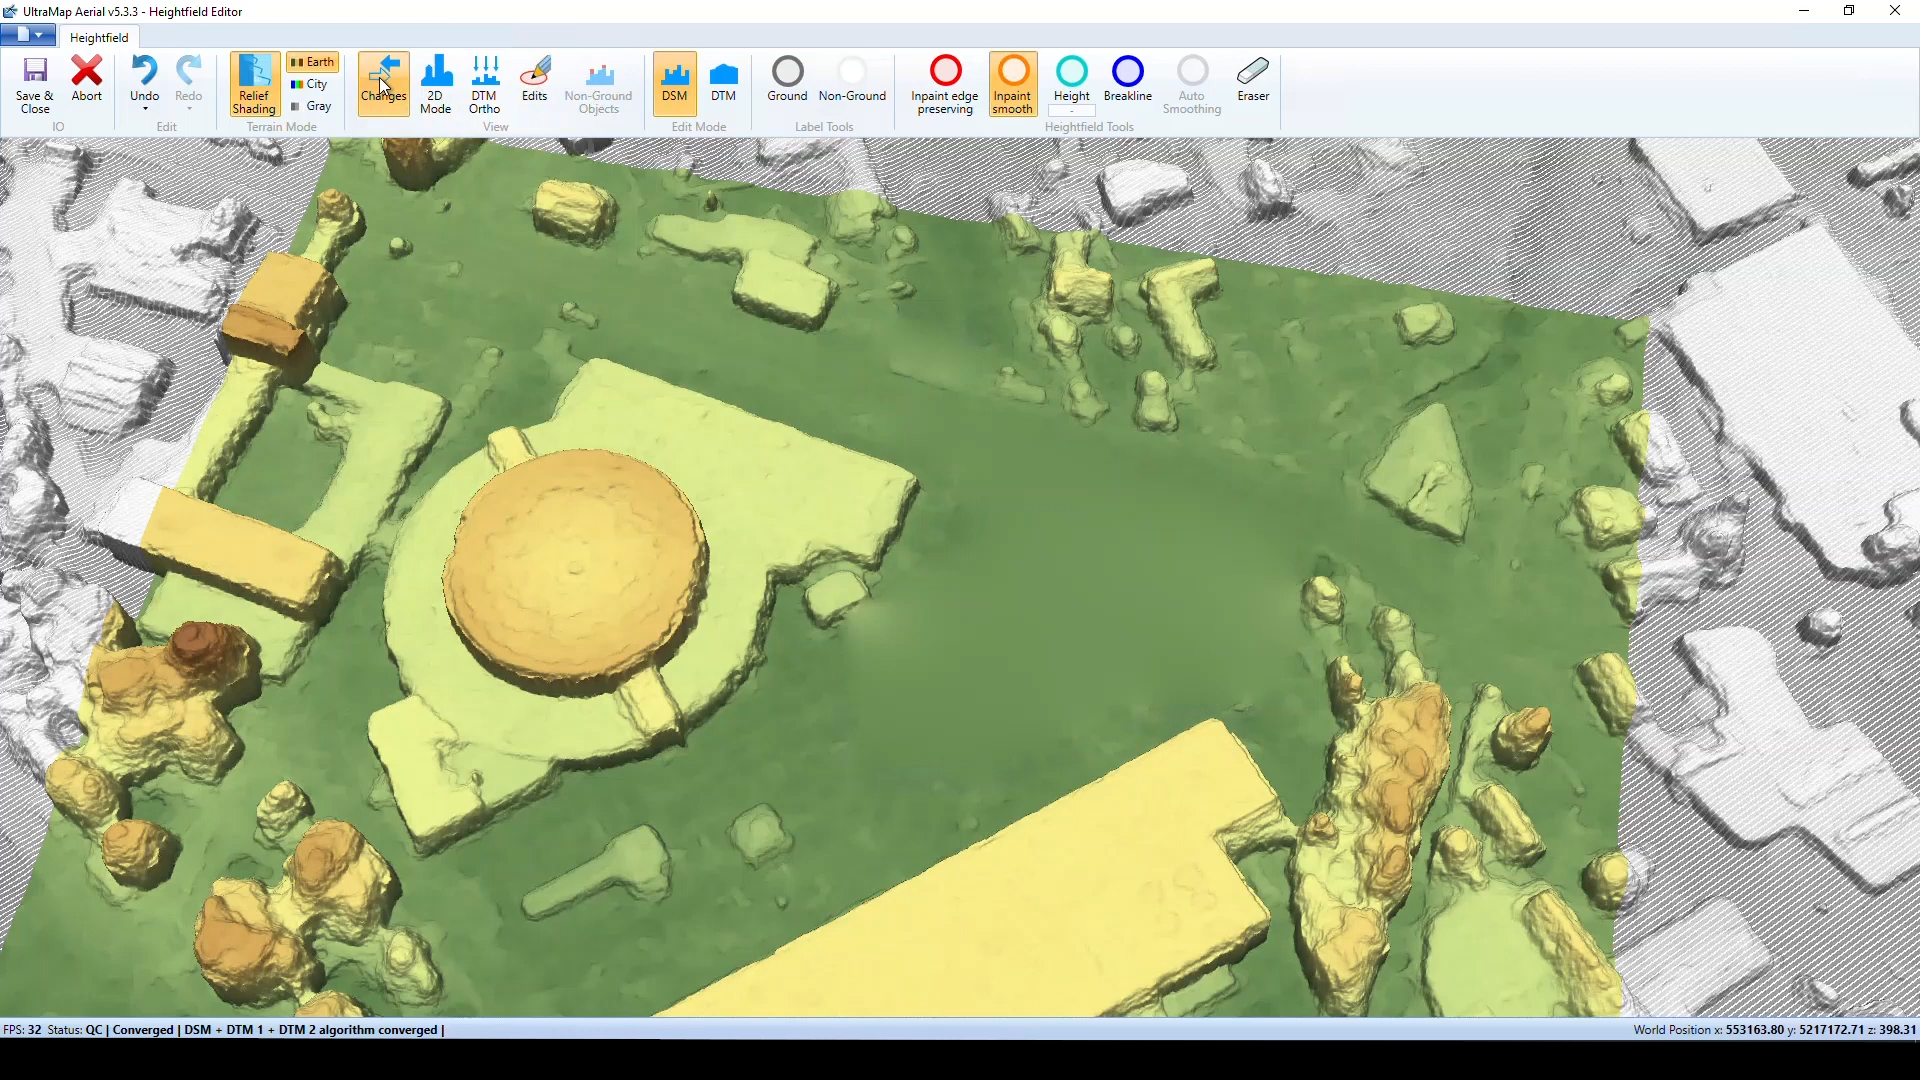 UltraMap Aerial v5.3.3 - Heightfield Editor
Heightfield
Save & Close
Abort
IO
Undo
Redo
Edit
Relief Shading
Earth
City
Gray
Terrain Mode
Changes
2D Mode
DTM Ortho
Edits
Non-Ground Objects
View
DSM
DTM
Edit Mode
Ground
Non-Ground
Label Tools
Inpaint edge preserving
Inpaint smooth
Height
-
Breakline
Auto Smoothing
Eraser
Heightfield Tools
FPS: 32 Status: QC | Converged | DSM + DTM 1 + DTM 2 algorithm converged |
World Position x: 553163.80 y: 5217172.71 z: 398.31